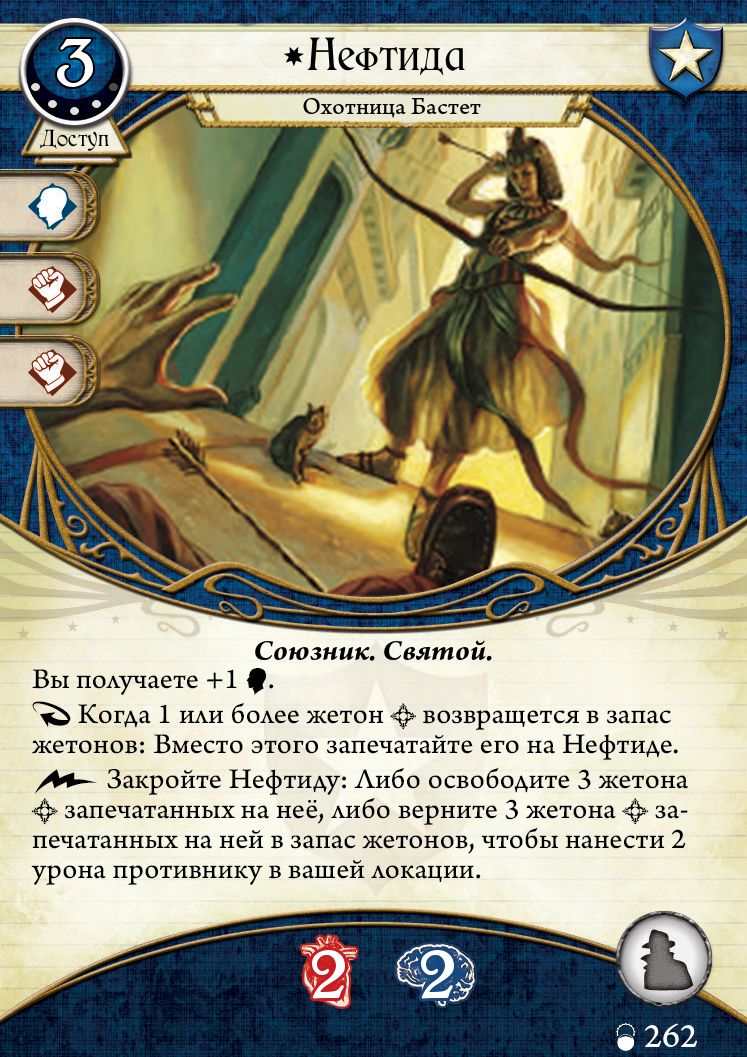 3
Нефтида
Охотница Бастет
Доступ
Союзник. Святой.
Вы получаете +1 .
Когда 1 или более жетон возвращется в запас
жетонов: Вместо этого запечатайте его на Нефтиде.
Закройте Нефтиду: Либо освободите 3 жетона
запечатанных на неё, либо верните 3 жетона за-
печатанных на ней в запас жетонов, чтобы нанести 2
урона противнику в вашей локации.
2 2
262